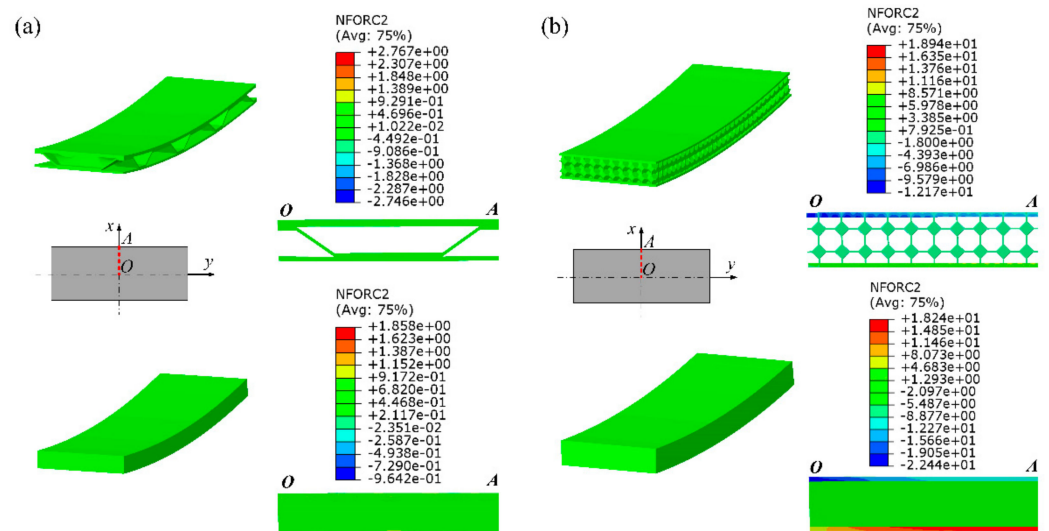 (a)
NFORC2
(Avg: 75%)
+2.767e+00
+2.307e+00
+1.848e+00
+1.389e+00
+9.291e-01
+4.696e-01
+1.022e-02
-4.492e-01
-9.086e-01
-1.368e+00
-1.828e+00
-2.287e+00
-2.746e+00
O A
x
A
O
y
NFORC2
(Avg: 75%)
+1.858e+00
+1.623e+00
+1.387e+00
+1.152e+00
+9.172e-01
+6.820e-01
+4.468e-01
+2.117e-01
-2.351e-02
-2.587e-01
-4.938e-01
-7.290e-01
-9.642e-01
O A
(b)
NFORC2
(Avg: 75%)
+1.894e+01
+1.635e+01
+1.376e+01
+1.116e+01
+8.571e+00
+5.978e+00
+3.385e+00
+7.925e-01
-1.800e+00
-4.393e+00
-6.986e+00
-9.579e+00
-1.217e+01
O A
x
A
O
y
NFORC2
(Avg: 75%)
+1.824e+01
+1.485e+01
+1.146e+01
+8.073e+00
+4.683e+00
+1.293e+00
-2.097e+00
-5.487e+00
-8.877e+00
-1.227e+01
-1.566e+01
-1.905e+01
-2.244e+01
O A